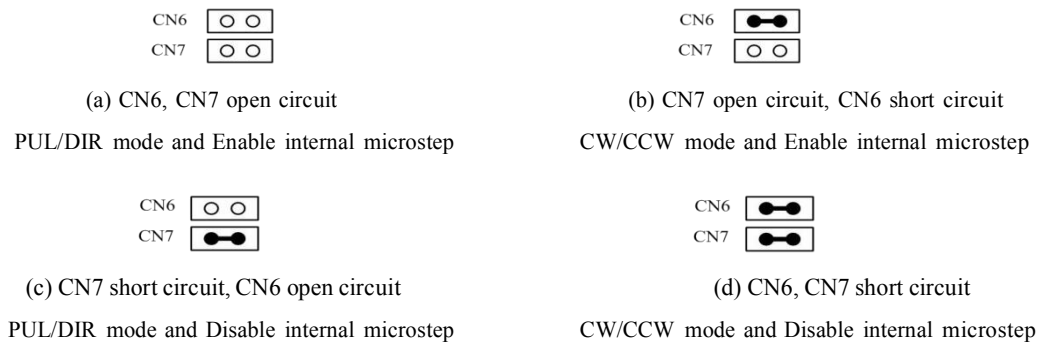 CN6
CN7
(a) CN6, CN7 open circuit
PUL/DIR mode and Enable internal microstep
CN6
CN7
(b) CN7 open circuit, CN6 short circuit
CW/CCW mode and Enable internal microstep
CN6
CN7
(c) CN7 short circuit, CN6 open circuit
PUL/DIR mode and Disable internal microstep
CN6
CN7
(d) CN6, CN7 short circuit
CW/CCW mode and Disable internal microstep